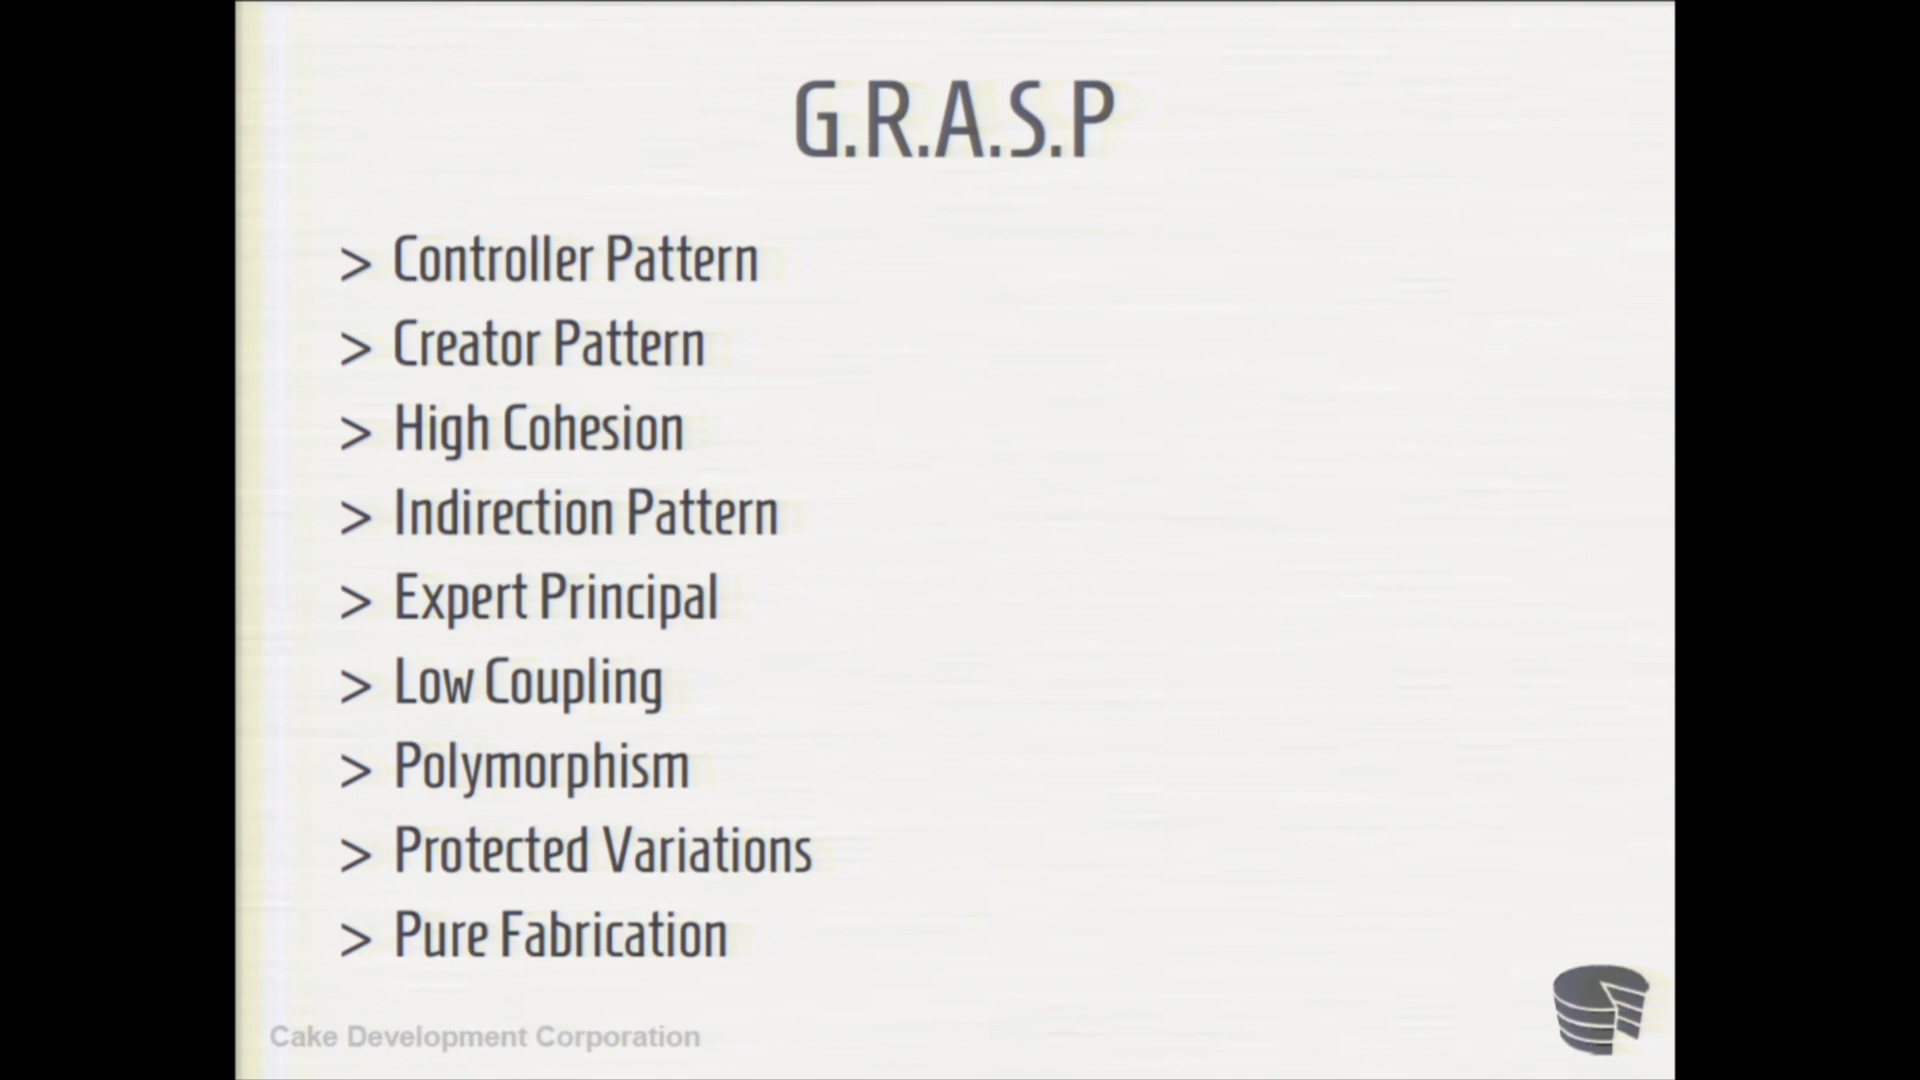 G.R.A.S.P
> Controller Pattern
> Creator Pattern
> High Cohesion
> Indirection Pattern
> Expert Principal
> Low Coupling
> Polymorphism
> Protected Variations
> Pure Fabrication
Cake Development Corporation